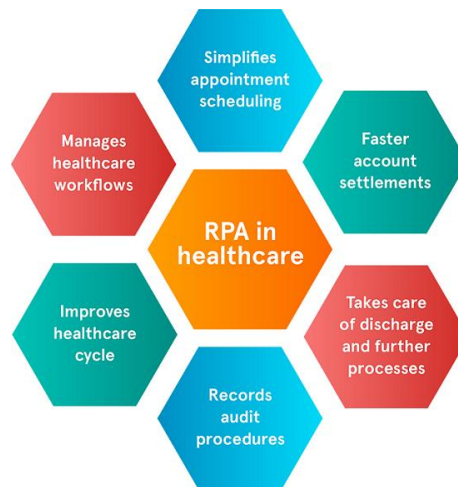 Simplifies
appointment
scheduling
Manages
healthcare
workflows
Faster
account
settlements
RPA in
healthcare
Improves
healthcare
cycle
Takes care
of discharge
and further
processes
Records
audit
procedures